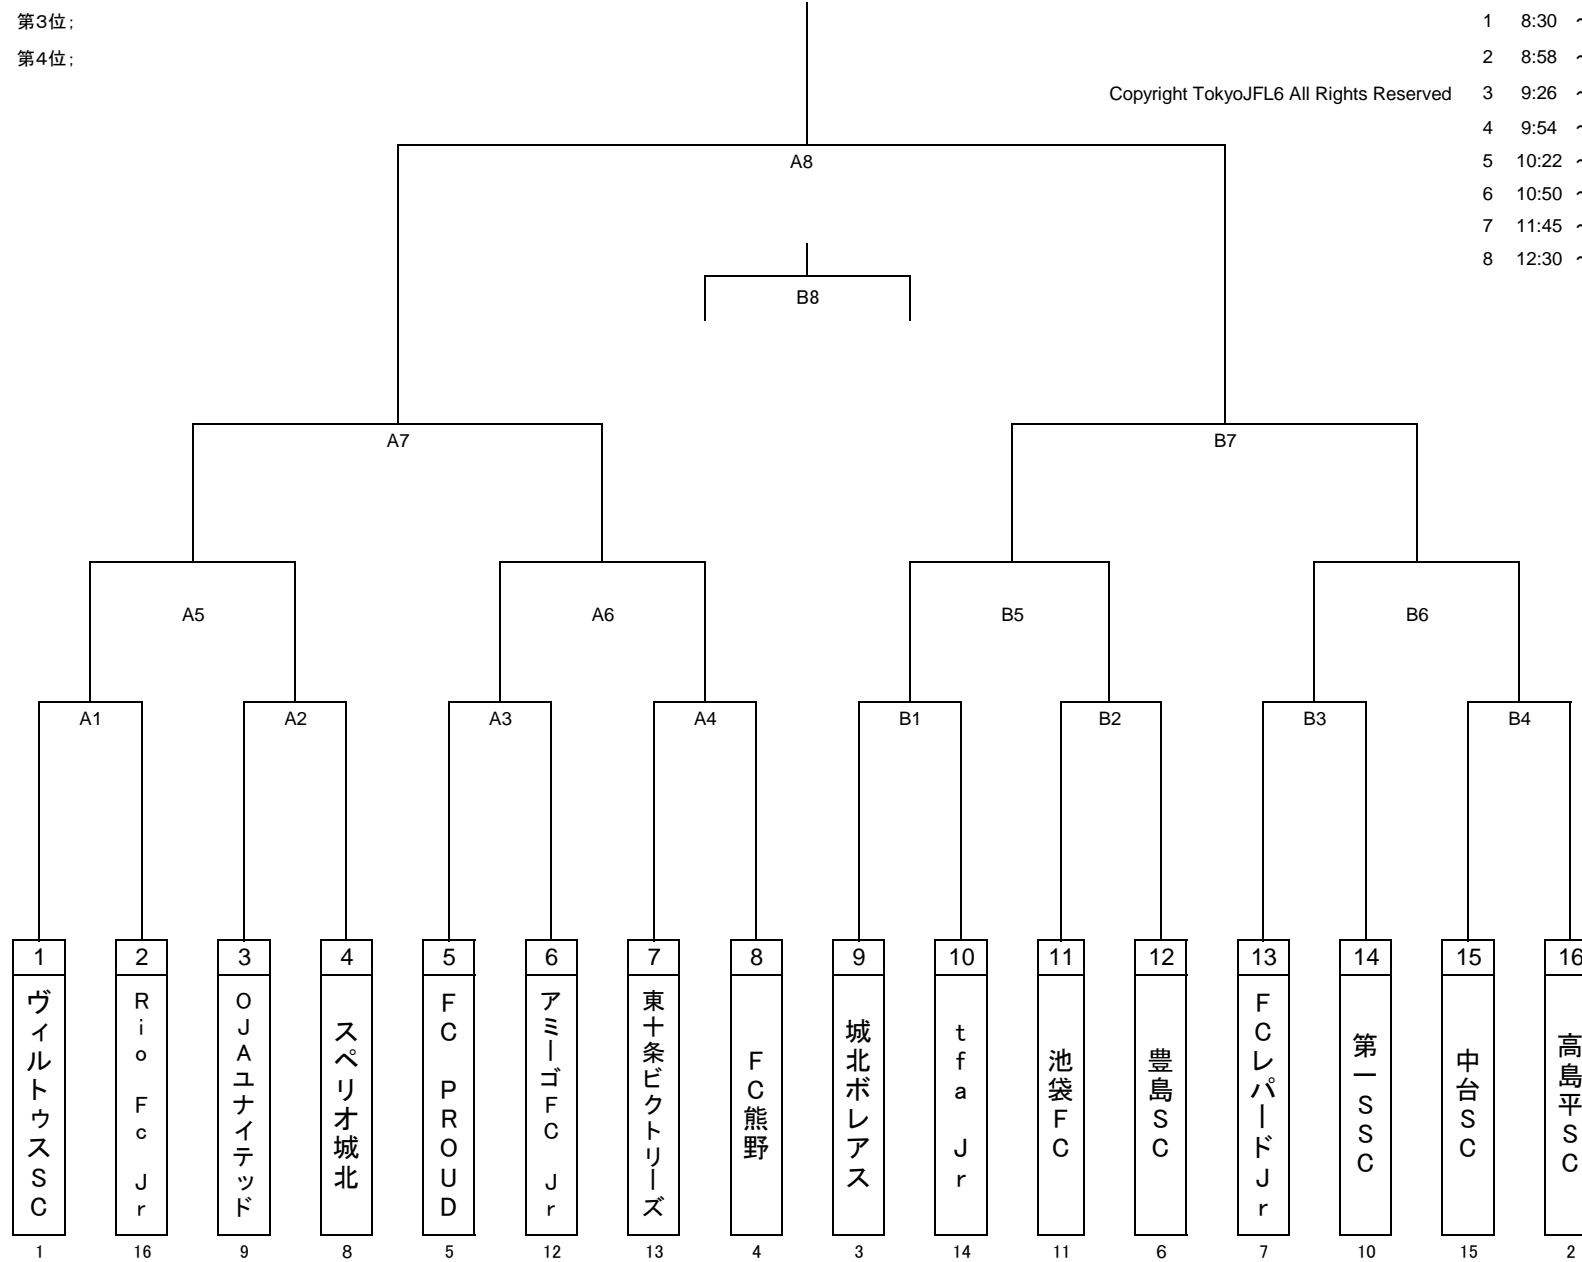 第3位；
第4位；
1 8:30 ~
2 8:58 ~
Copyright TokyoJFL6 All Rights Reserved 3 9:26 ~
4 9:54 ~
5 10:22 ~
6 10:50 ~
7 11:45 ~
8 12:30 ~
A8
B8
A7 B7
A5 A6 B5 B6
A1 A2 A3 A4 B1 B2 B3 B4
1 2 3 4 5 6 7 8 9 10 11 12 13 14 15 16
ヴィルトゥスSC
Rio Fc Jr
OJAユナイテッド
スペリオ城北
FC PROUD
アミーゴFC Jr
東十条ビクトリーズ
FC熊野
城北ボレアス
tfa Jr
池袋FC
豊島SC
FCレパードJr
第一SSC
中台SC
高島平SC
1 16 9 8 5 12 13 4 3 14 11 6 7 10 15 2